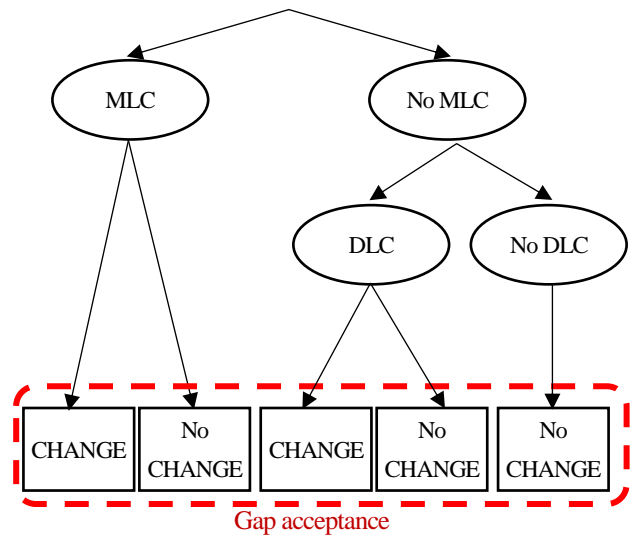 MLC
No MLC
DLC
No DLC
CHANGE
No
CHANGE
CHANGE
No
CHANGE
No
CHANGE
Gap acceptance